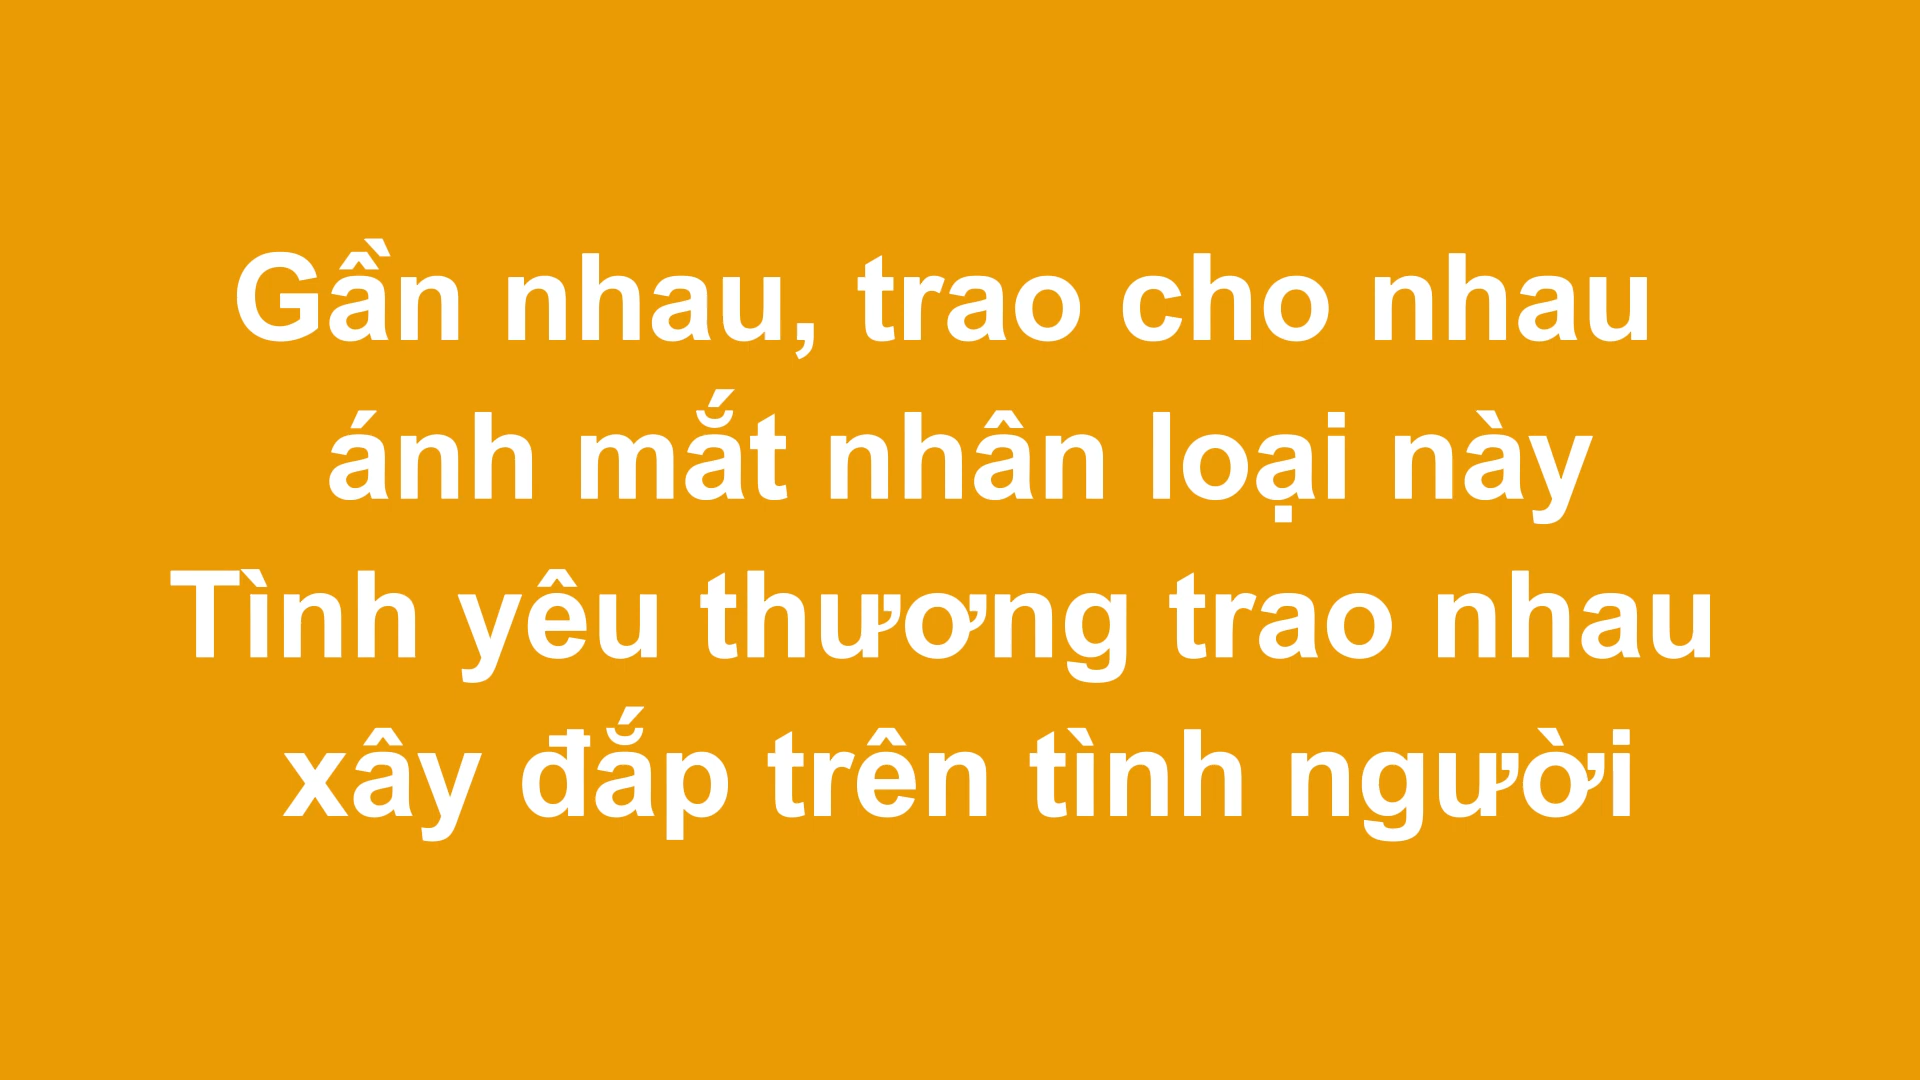 Gần nhau, trao cho nhau
ánh mắt nhân loại này
Tình yêu thương trao nhau
xây đắp trên tình người